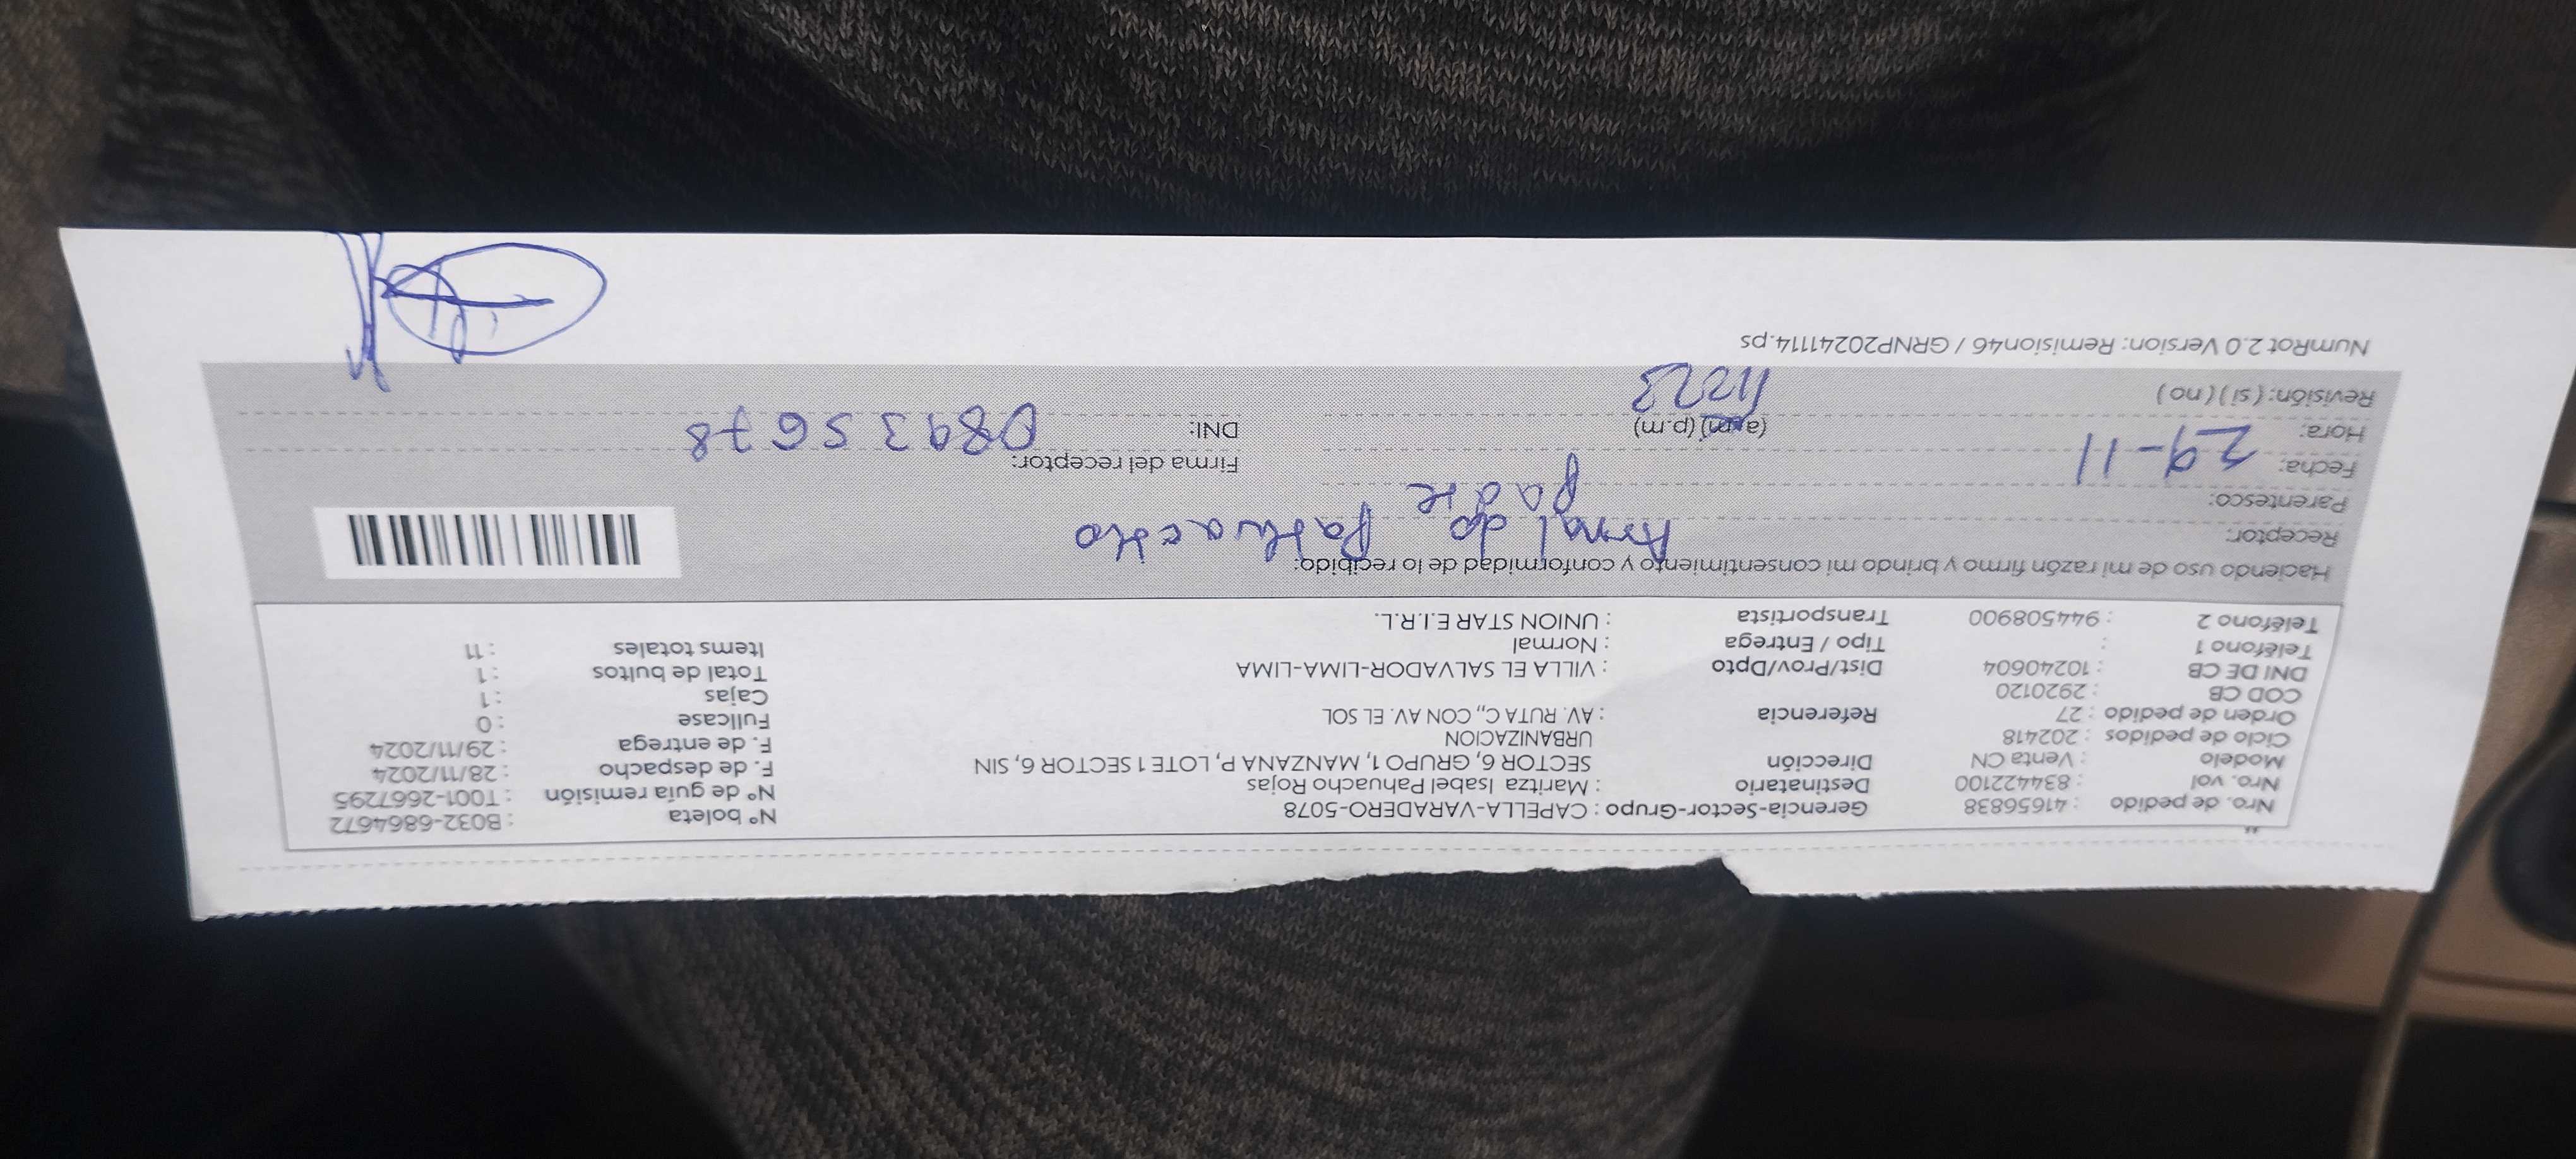 Nro. de pedido : 41656838 Gerencia-Sector-Grupo : CAPELLA-VARADERO-5078 N° boleta : B032-6864672
Nro. vol : 834422100 Destinatario : Maritza Isabel Pahuacho Rojas N° de guía remisión : T001-2667295
Modelo : Venta CN Dirección SECTOR 6, GRUPO 1, MANZANA P, LOTE 1 SECTOR 6, SIN F. de despacho : 28/11/2024
Ciclo de pedidos : 202418 URBANIZACION F. de entrega : 29/11/2024
Orden de pedido : 27 Referencia : AV. RUTA C,, CON AV. EL SOL Fullcase : 0
COD CB : 2920120 Cajas : 1
DNI DE CB : 10240604 Dist/Prov/Dpto : VILLA EL SALVADOR-LIMA-LIMA Total de bultos : 1
Teléfono 1 : Tipo / Entrega : Normal Items totales : 11
Teléfono 2 : 944508900 Transportista : UNION STAR E.I.R.L.
Haciendo uso de mi razón firmo y brindo mi consentimiento y conformidad de lo recibido:
Receptor: Arnaldo Pahuacho
Parentesco: padre
Fecha: 29-11 Firma del receptor:
Hora: (a.m) (p.m) DNI: 08935678
Revisión: ( si ) ( no ) 11223
NumRot 2.0 Version: Remision46 / GRNP20241114.ps